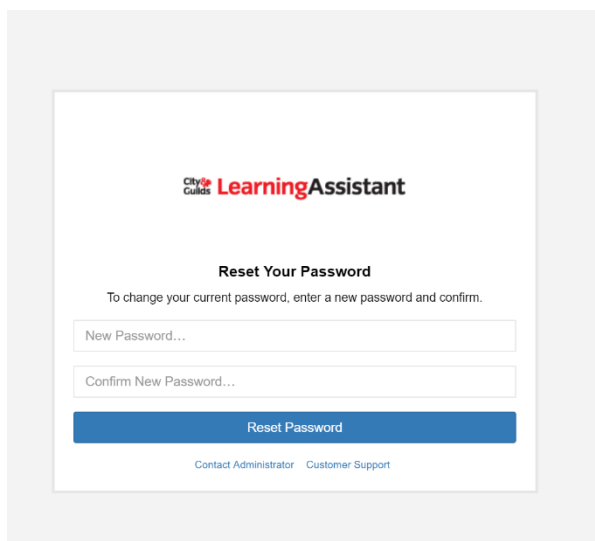 City & Guilds LearningAssistant
Reset Your Password
To change your current password, enter a new password and confirm.
New Password...
Confirm New Password...
Reset Password
Contact Administrator Customer Support